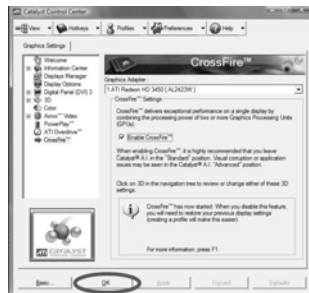 Catalyst Control Center
View Hotkeys Profiles Preferences Help
Graphics Settings
Welcome
Information Center
Displays Manager
Display Options
Digital Panel (DVI) 3
3D
Color
Avivo™ Video
PowerPlay™
ATI Overdrive™
CrossFire™
CrossFire™
Graphics Adapter
1.ATI Radeon HD 3450 [ AL2423W ]
CrossFire™ Settings
CrossFire™ delivers exceptional performance on a single display by
combining the processing power of two or more Graphics Processing Units
(GPUs).
Enable CrossFire™
When enabling CrossFire™, it is highly recommended that you leave
Catalyst® A.I. in the "Standard" position. Visual corruption or application
issues may be seen in the Catalyst® A.I. "Advanced" position.
Click on 3D in the navigation tree to review or change either of these 3D
settings.
CrossFire™ has now started. When you disable this feature,
you will need to restore your previous display settings
(creating a profile will make this easier).
For more information, press F1
ATI CATALYST
Basic... OK Apply Discard Defaults